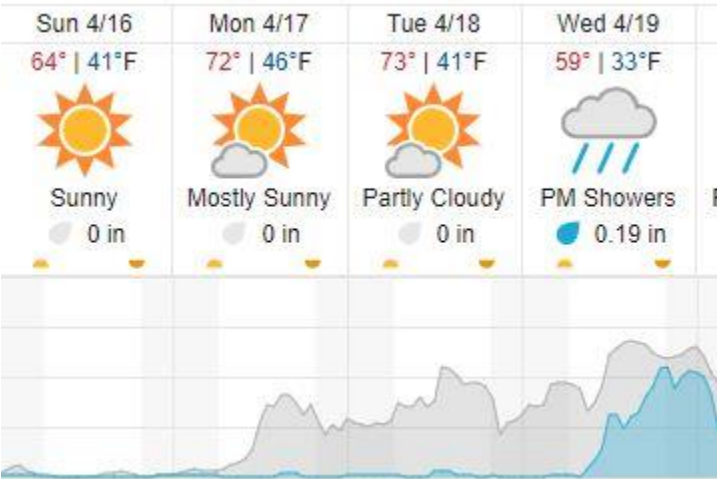 Sun 4/16
64° | 41°F
Sunny
0 in
Mon 4/17
72° | 46°F
Mostly Sunny
0 in
Tue 4/18
73° | 41°F
Partly Cloudy
0 in
Wed 4/19
59° | 33°F
PM Showers
0.19 in